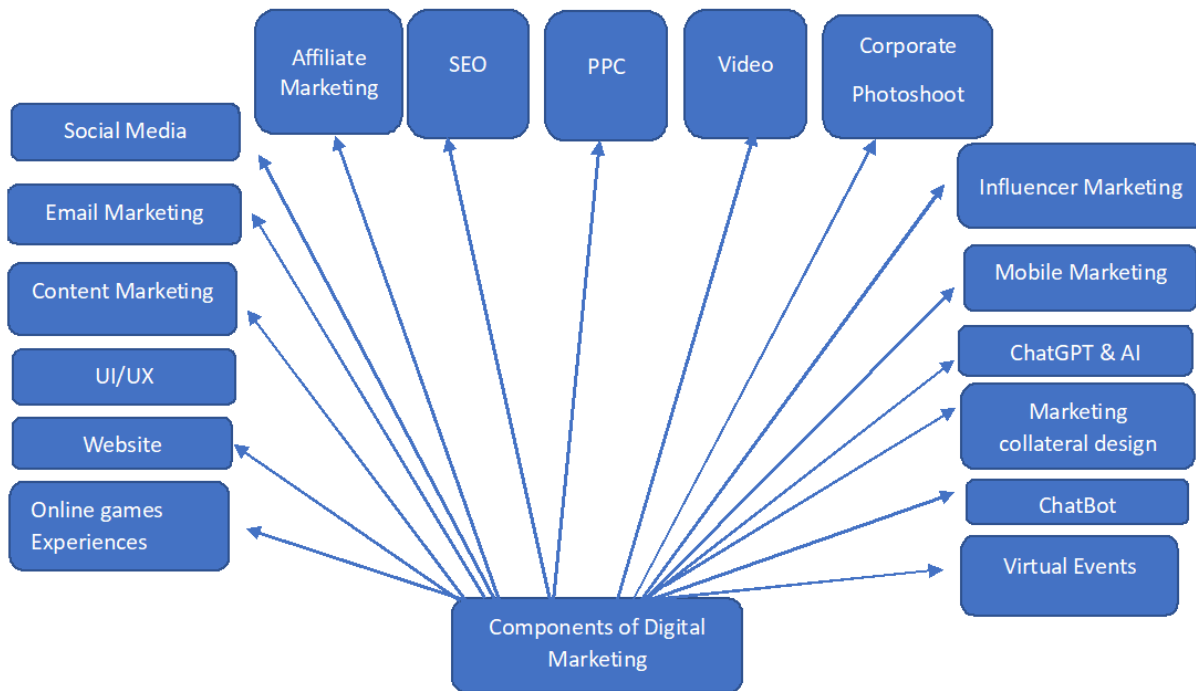 Affiliate
Marketing
SEO
PPC
Video
Corporate
Photoshoot
Social Media
Email Marketing
Content Marketing
UI/UX
Website
Online games
Experiences
Influencer Marketing
Mobile Marketing
ChatGPT & AI
Marketing
collateral design
ChatBot
Virtual Events
Components of Digital
Marketing